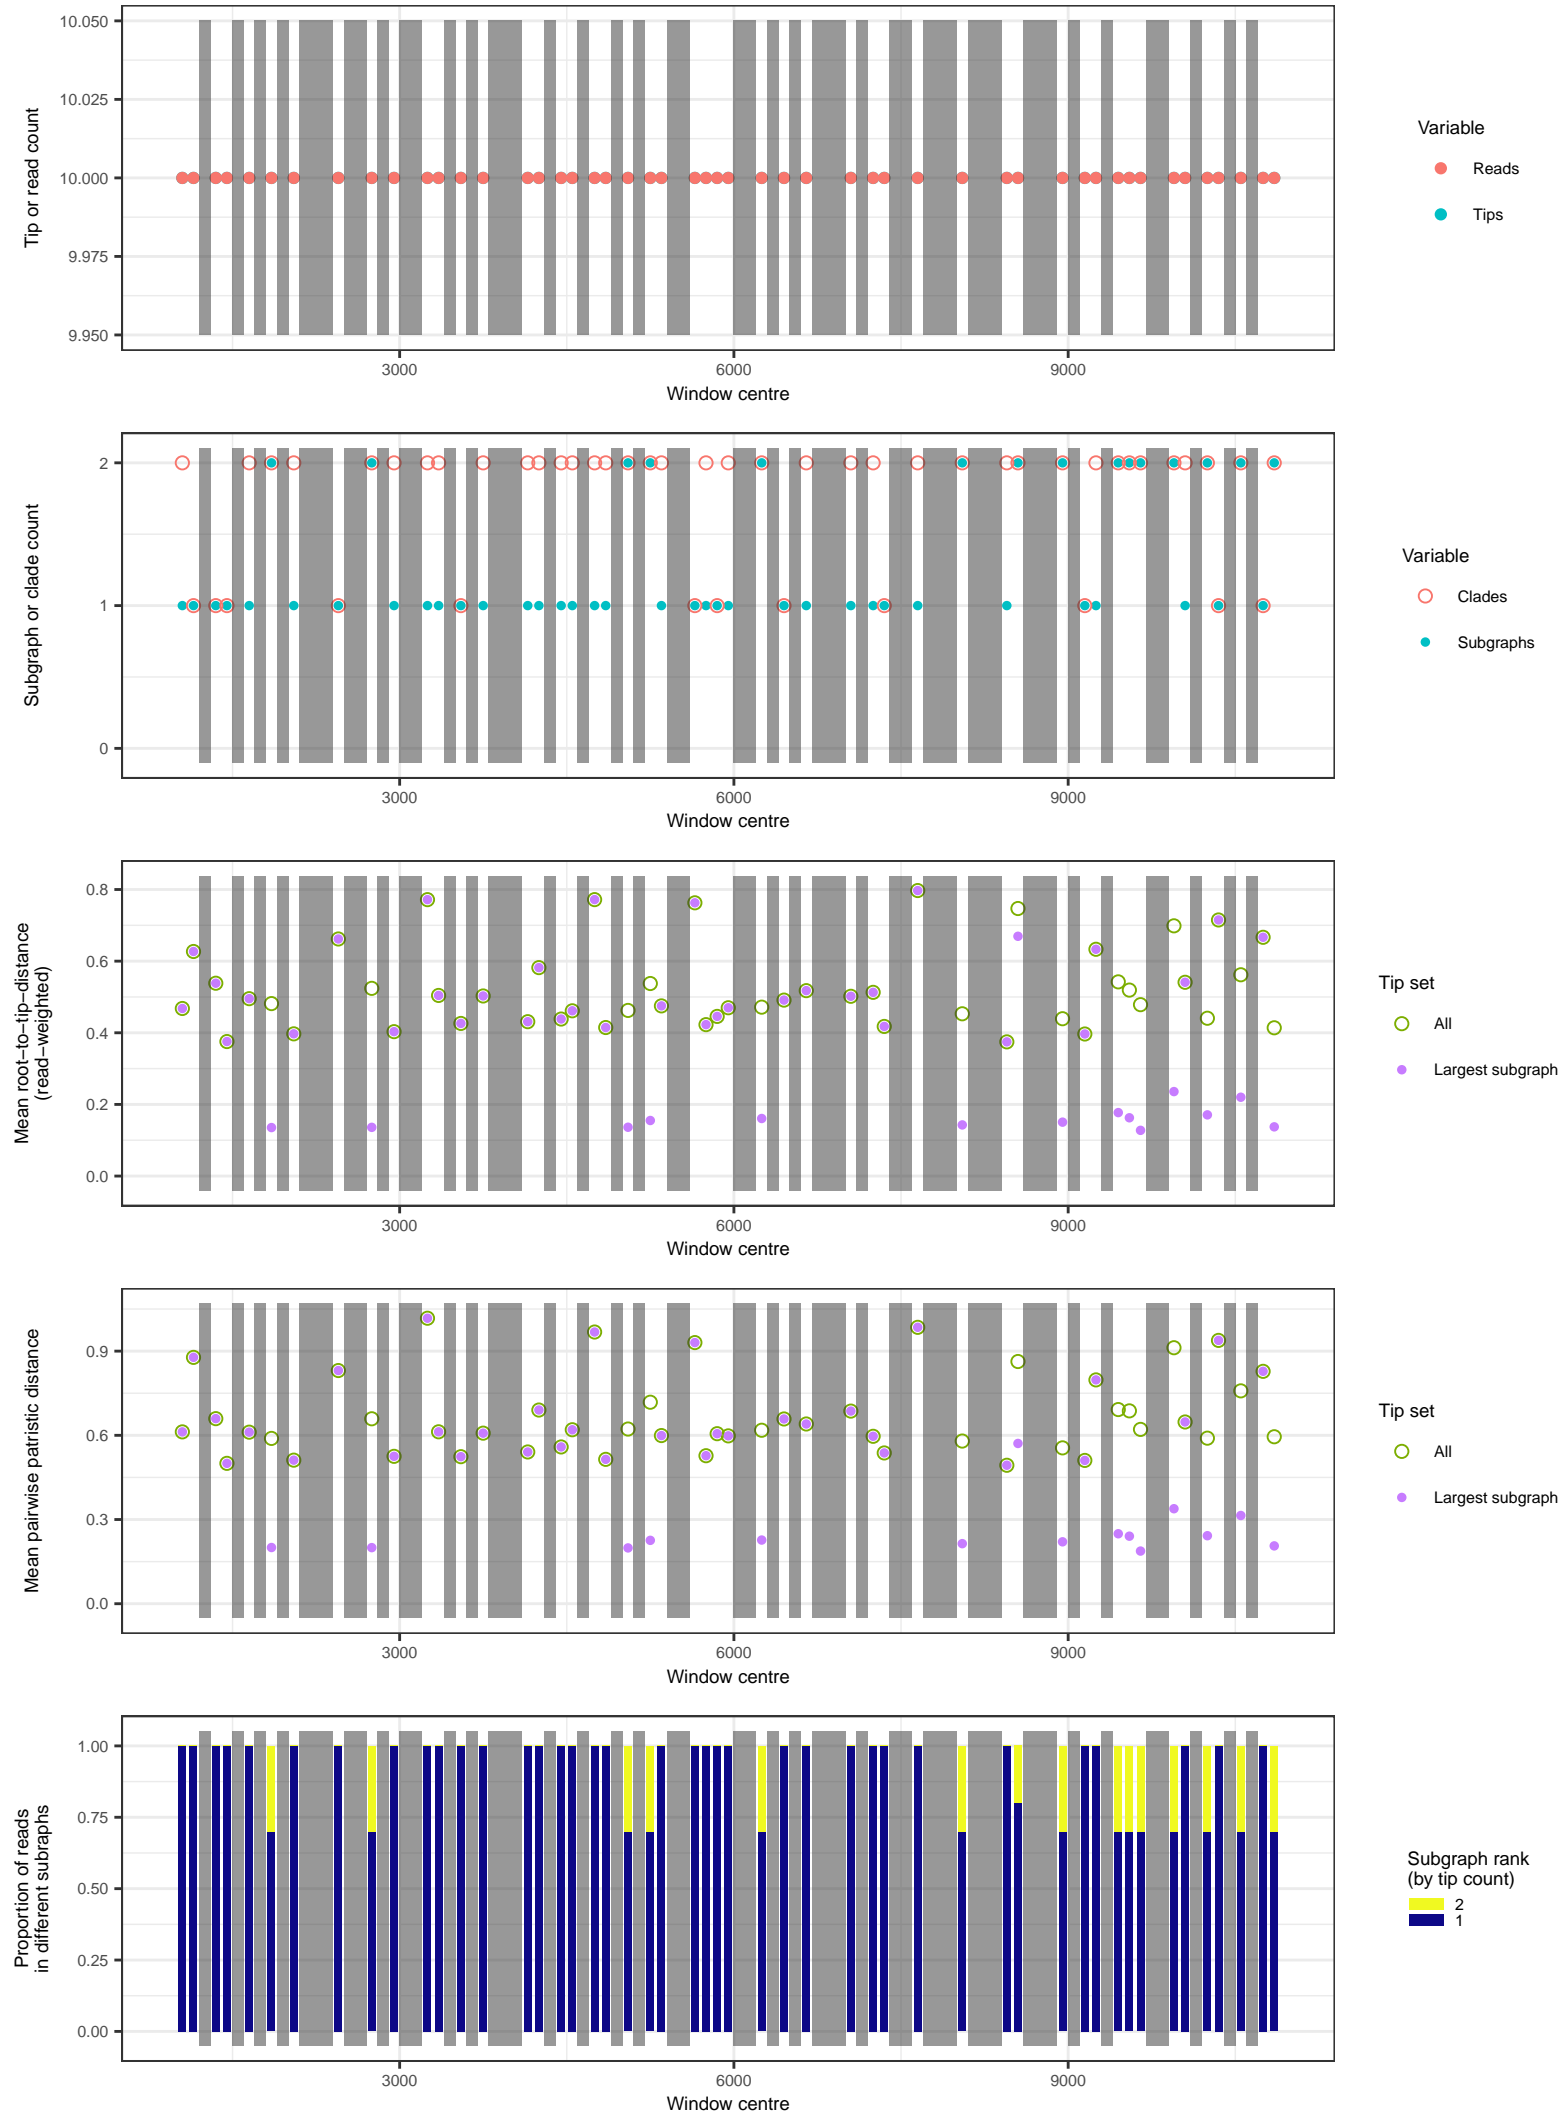 10.050
10.025
10.000
9.975
9.950
Tip or read count
3000
6000
9000
Window centre
Variable
Reads
Tips
2
1
0
Subgraph or clade count
3000
6000
9000
Window centre
Variable
Clades
Subgraphs
0.8
0.6
0.4
0.2
0.0
Mean root−to−tip−distance
(read−weighted)
3000
6000
9000
Window centre
Tip set
All
Largest subgraph
0.9
0.6
0.3
0.0
Mean pairwise patristic distance
3000
6000
9000
Window centre
Tip set
All
Largest subgraph
1.00
0.75
0.50
0.25
0.00
Proportion of reads
in different subraphs
3000
6000
9000
Window centre
Subgraph rank
(by tip count)
2
1